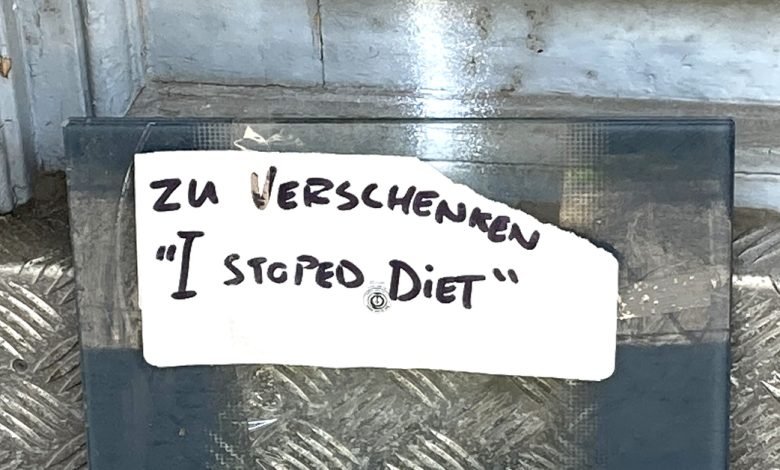 ZU VERSCHENKEN
"I STOPED DIET"